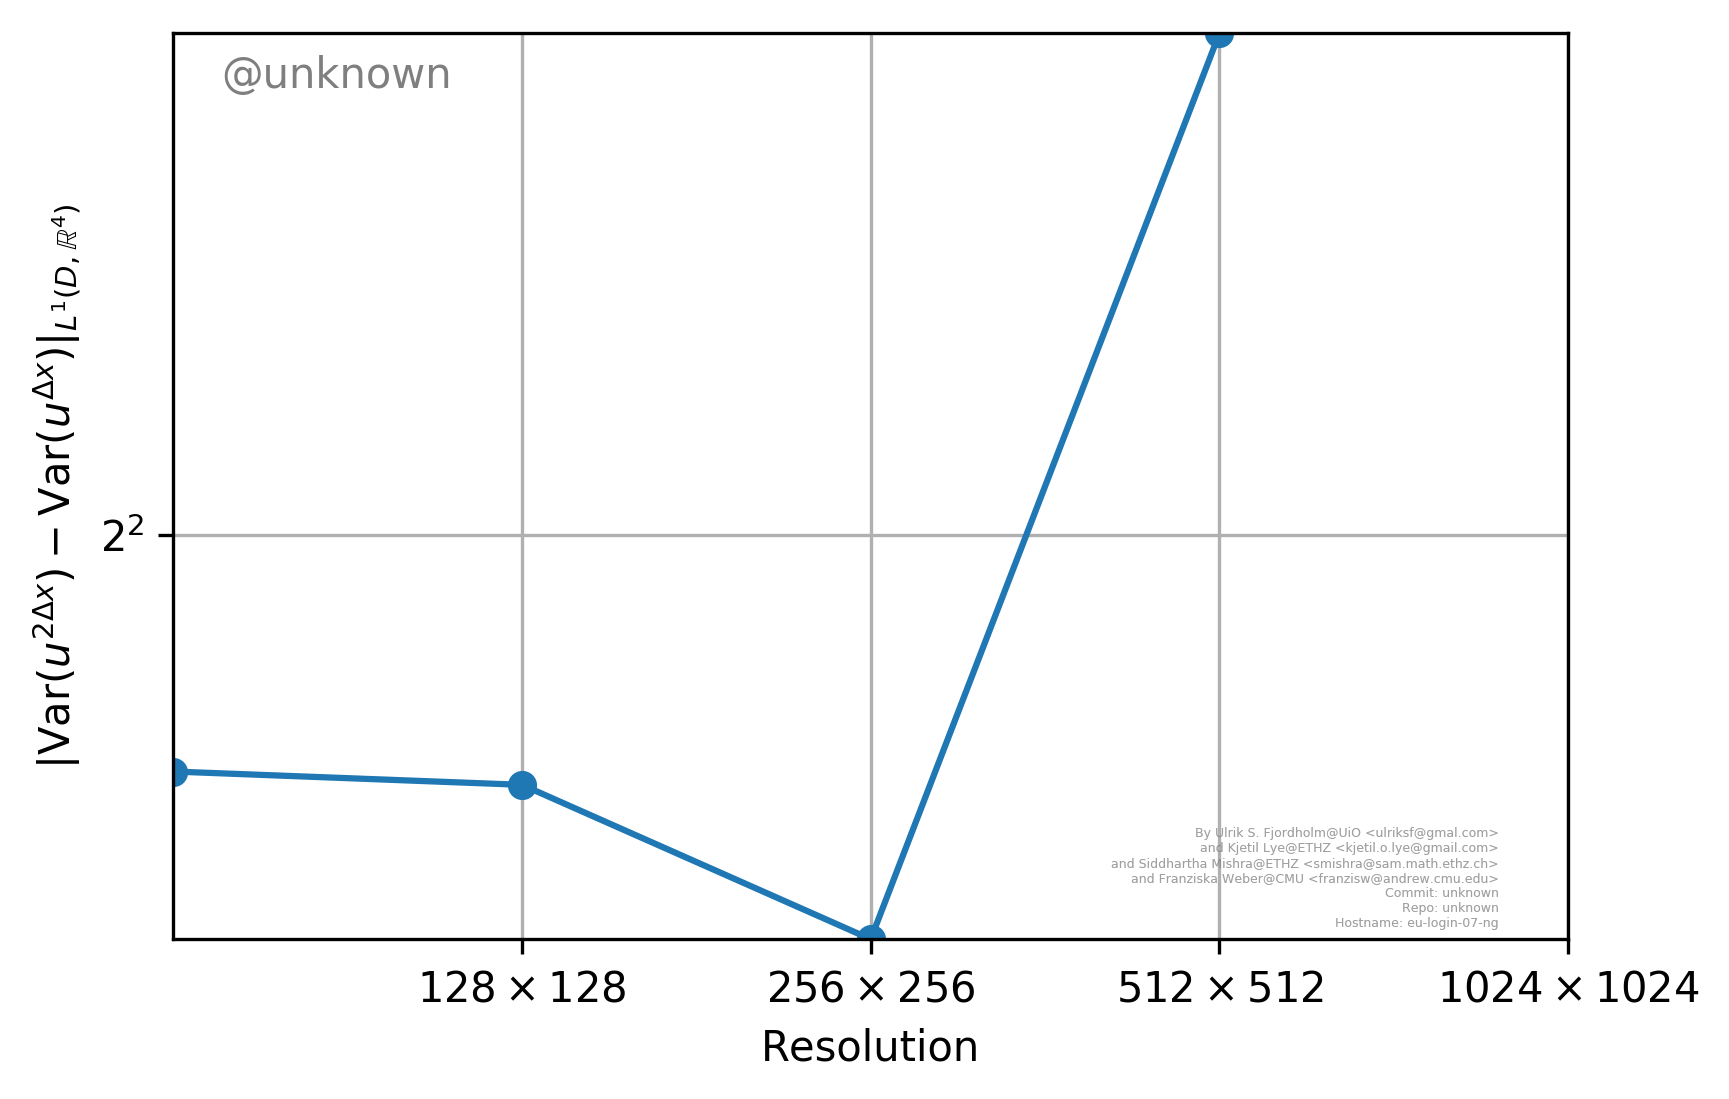 @unknown
|Var(u^{2Δx}) − Var(u^{Δx})|_{L^1(D, ℝ^4)}
2^2
By Ulrik S. Fjordholm@UiO <ulriksf@gmal.com>
and Kjetil Lye@ETHZ <kjetil.o.lye@gmail.com>
and Siddhartha Mishra@ETHZ <smishra@sam.math.ethz.ch>
and Franziska Weber@CMU <franzisw@andrew.cmu.edu>
Commit: unknown
Repo: unknown
Hostname: eu-login-07-ng
128 × 128 256 × 256 512 × 512 1024 × 1024
Resolution